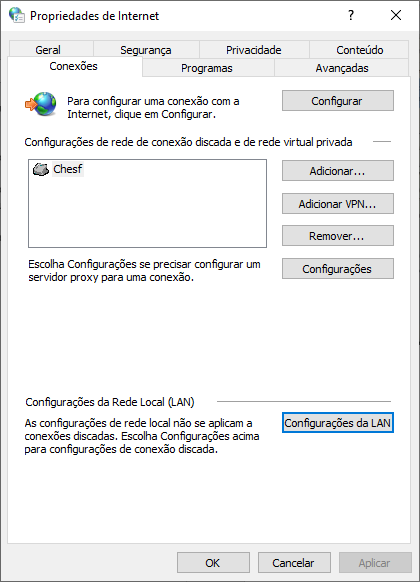 Propriedades de Internet
Geral Segurança Privacidade Conteúdo
Conexões Programas Avançadas
Para configurar uma conexão com a
Internet, clique em Configurar.
Configurar
Configurações de rede de conexão discada e de rede virtual privada
Chesf
Adicionar...
Adicionar VPN...
Remover...
Escolha Configurações se precisar configurar um
servidor proxy para uma conexão.
Configurações
Configurações da Rede Local (LAN)
As configurações de rede local não se aplicam a
conexões discadas. Escolha Configurações acima
para configurações de conexão discada.
Configurações da LAN
OK Cancelar Aplicar